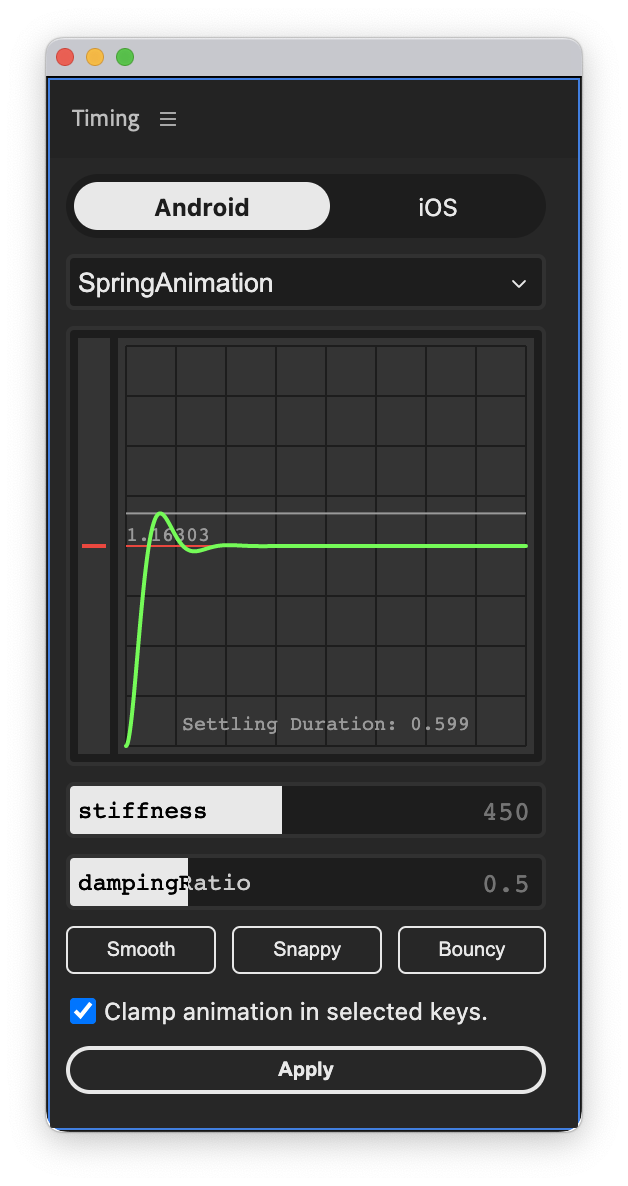 Timing
Android iOS
SpringAnimation
1.16303
Settling Duration: 0.599
stiffness 450
dampingRatio 0.5
Smooth Snappy Bouncy
Clamp animation in selected keys.
Apply